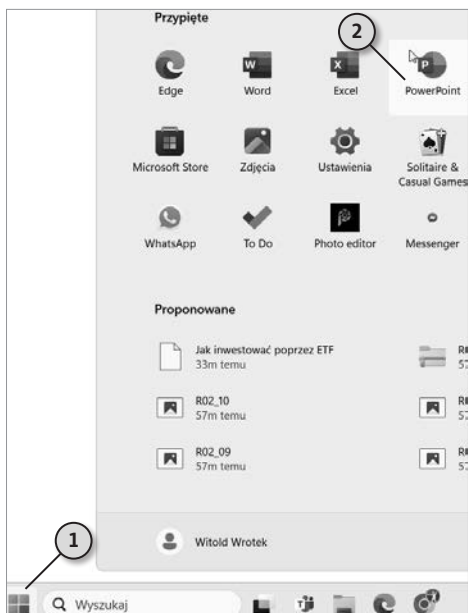 Przypięte
2
Edge Word Excel PowerPoint
Microsoft Store Zdjęcia Ustawienia Solitaire &
Casual Games
WhatsApp To Do Photo editor Messenger
Proponowane
Jak inwestować poprzez ETF
33m temu
R02_10
57m temu
R02_09
57m temu
1
Witold Wrotek
Wyszukaj